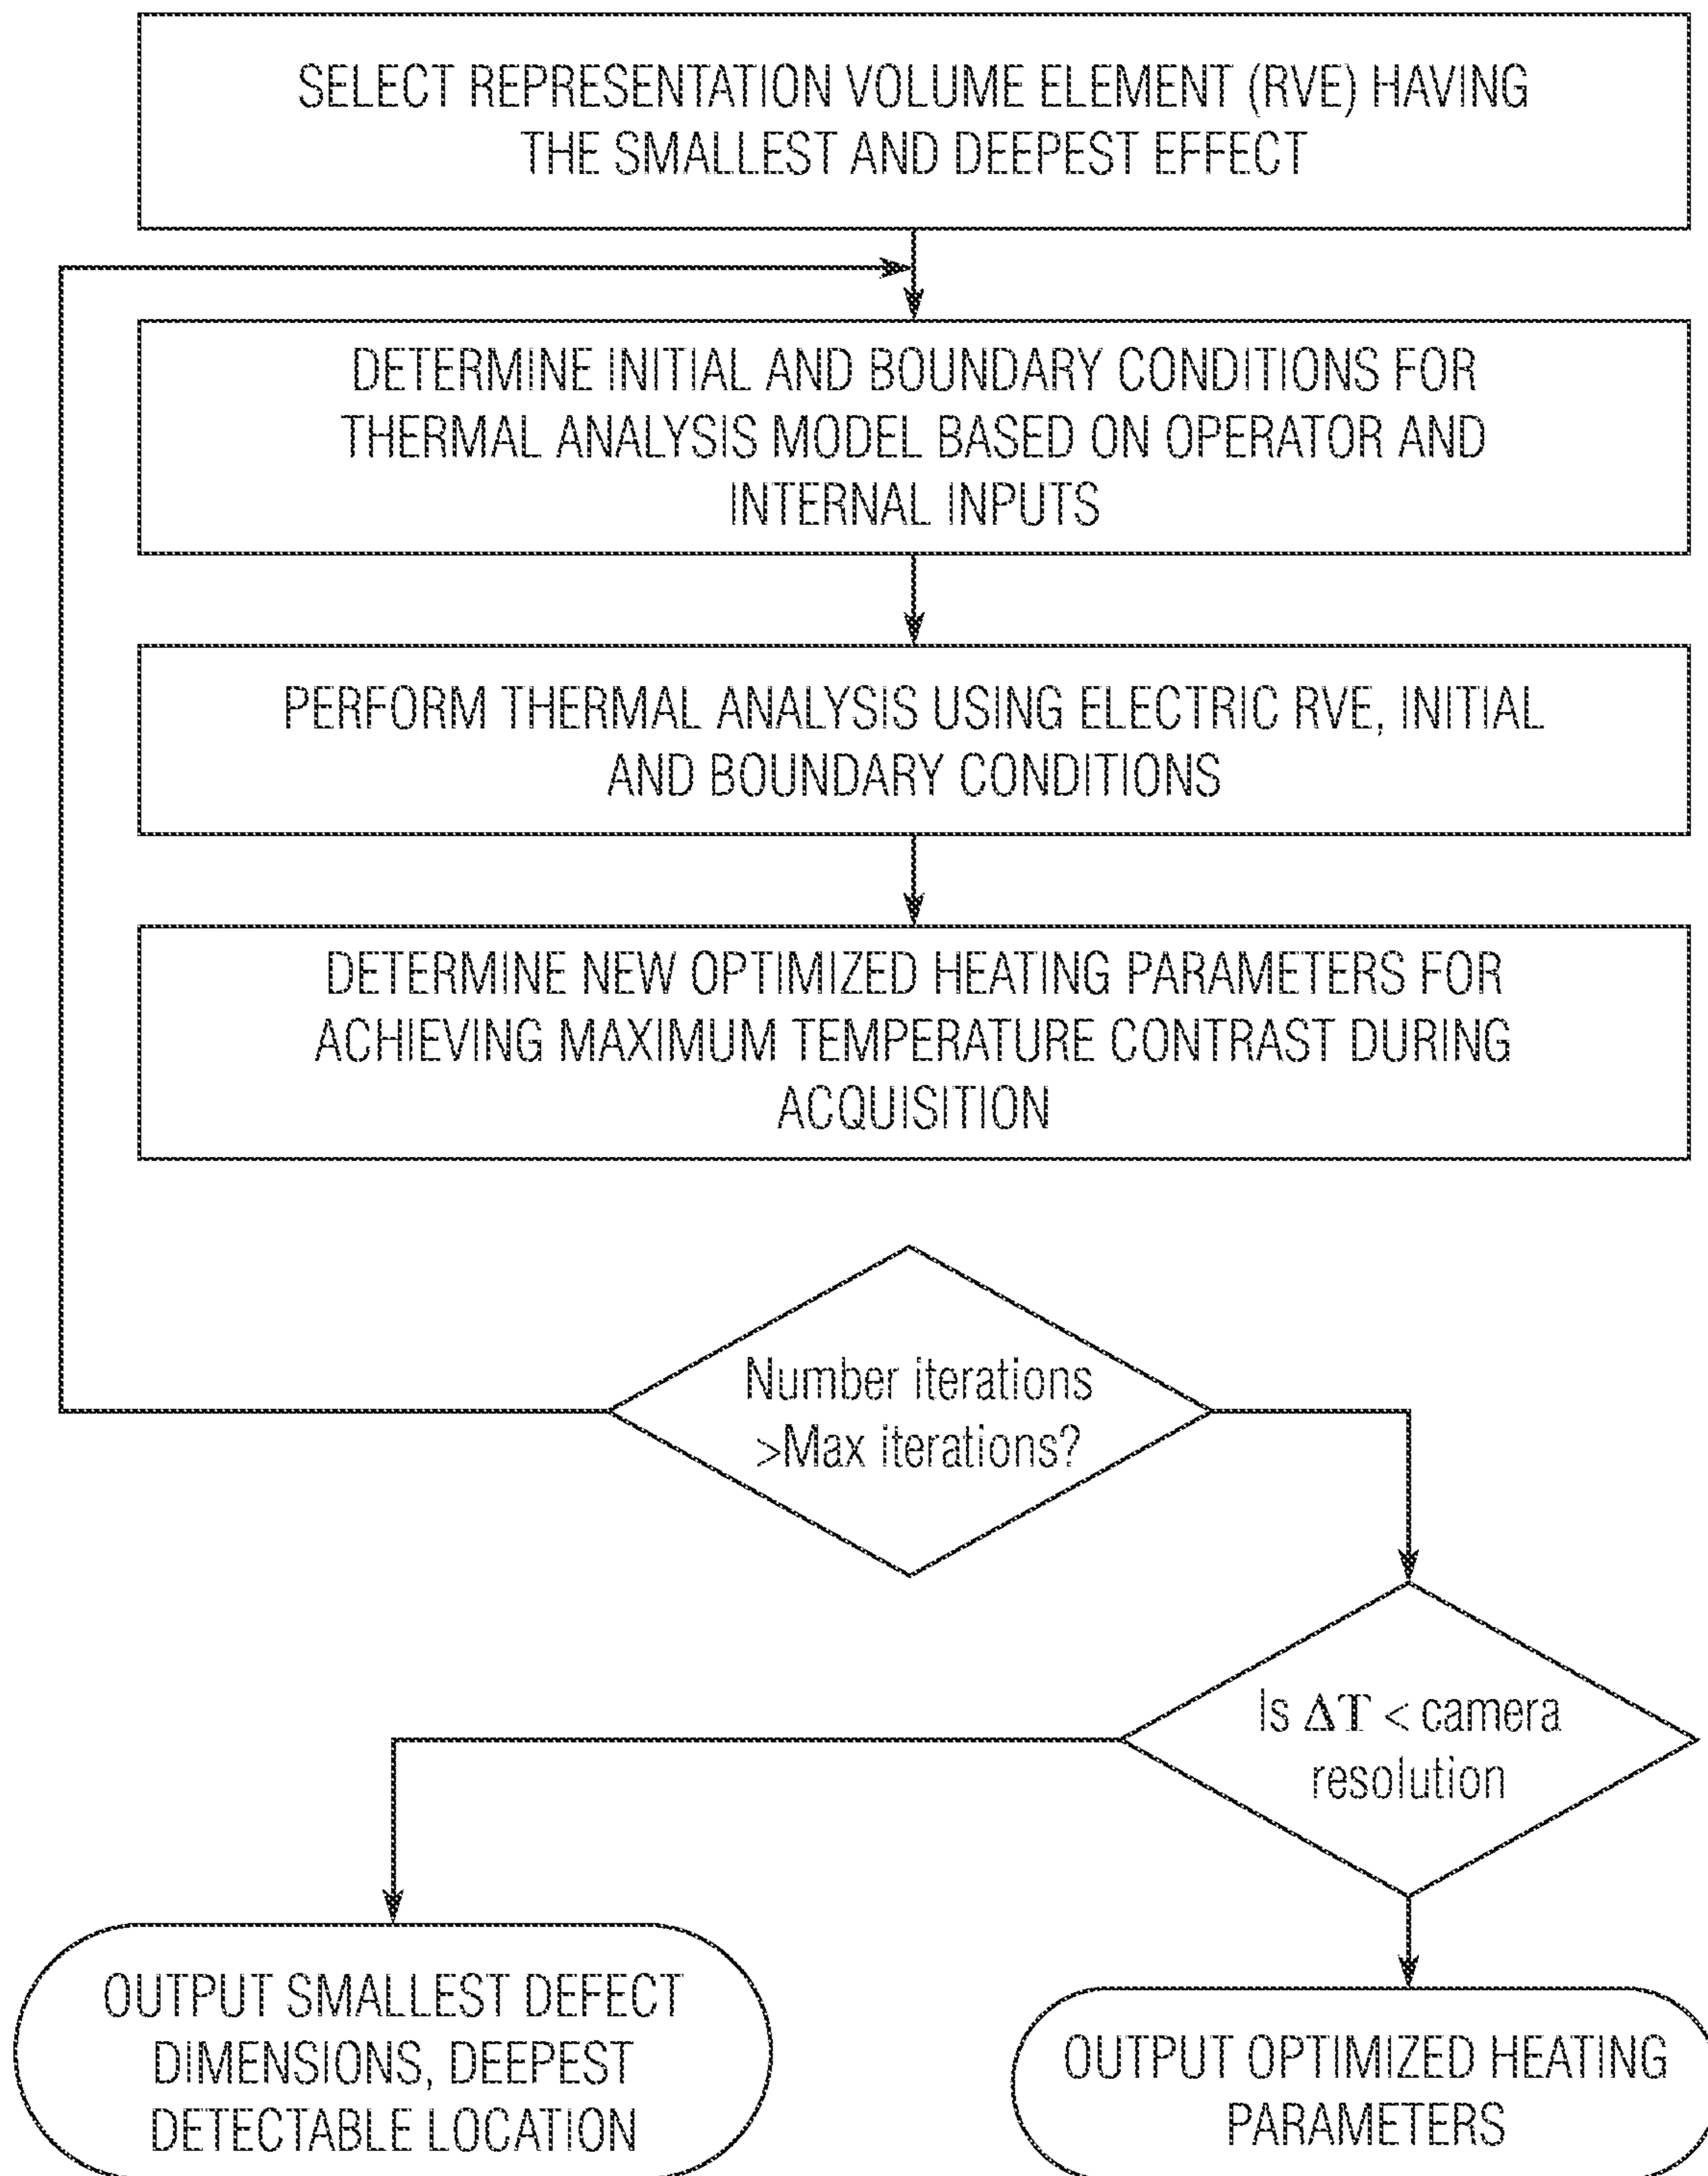 SELECT REPRESENTATION VOLUME ELEMENT (RVE) HAVING
THE SMALLEST AND DEEPEST EFFECT
DETERMINE INITIAL AND BOUNDARY CONDITIONS FOR
THERMAL ANALYSIS MODEL BASED ON OPERATOR AND
INTERNAL INPUTS
PERFORM THERMAL ANALYSIS USING ELECTRIC RVE, INITIAL
AND BOUNDARY CONDITIONS
DETERMINE NEW OPTIMIZED HEATING PARAMETERS FOR
ACHIEVING MAXIMUM TEMPERATURE CONTRAST DURING
ACQUISITION
Number iterations
>Max iterations?
Is ΔT < camera
resolution
OUTPUT SMALLEST DEFECT
DIMENSIONS, DEEPEST
DETECTABLE LOCATION
OUTPUT OPTIMIZED HEATING
PARAMETERS